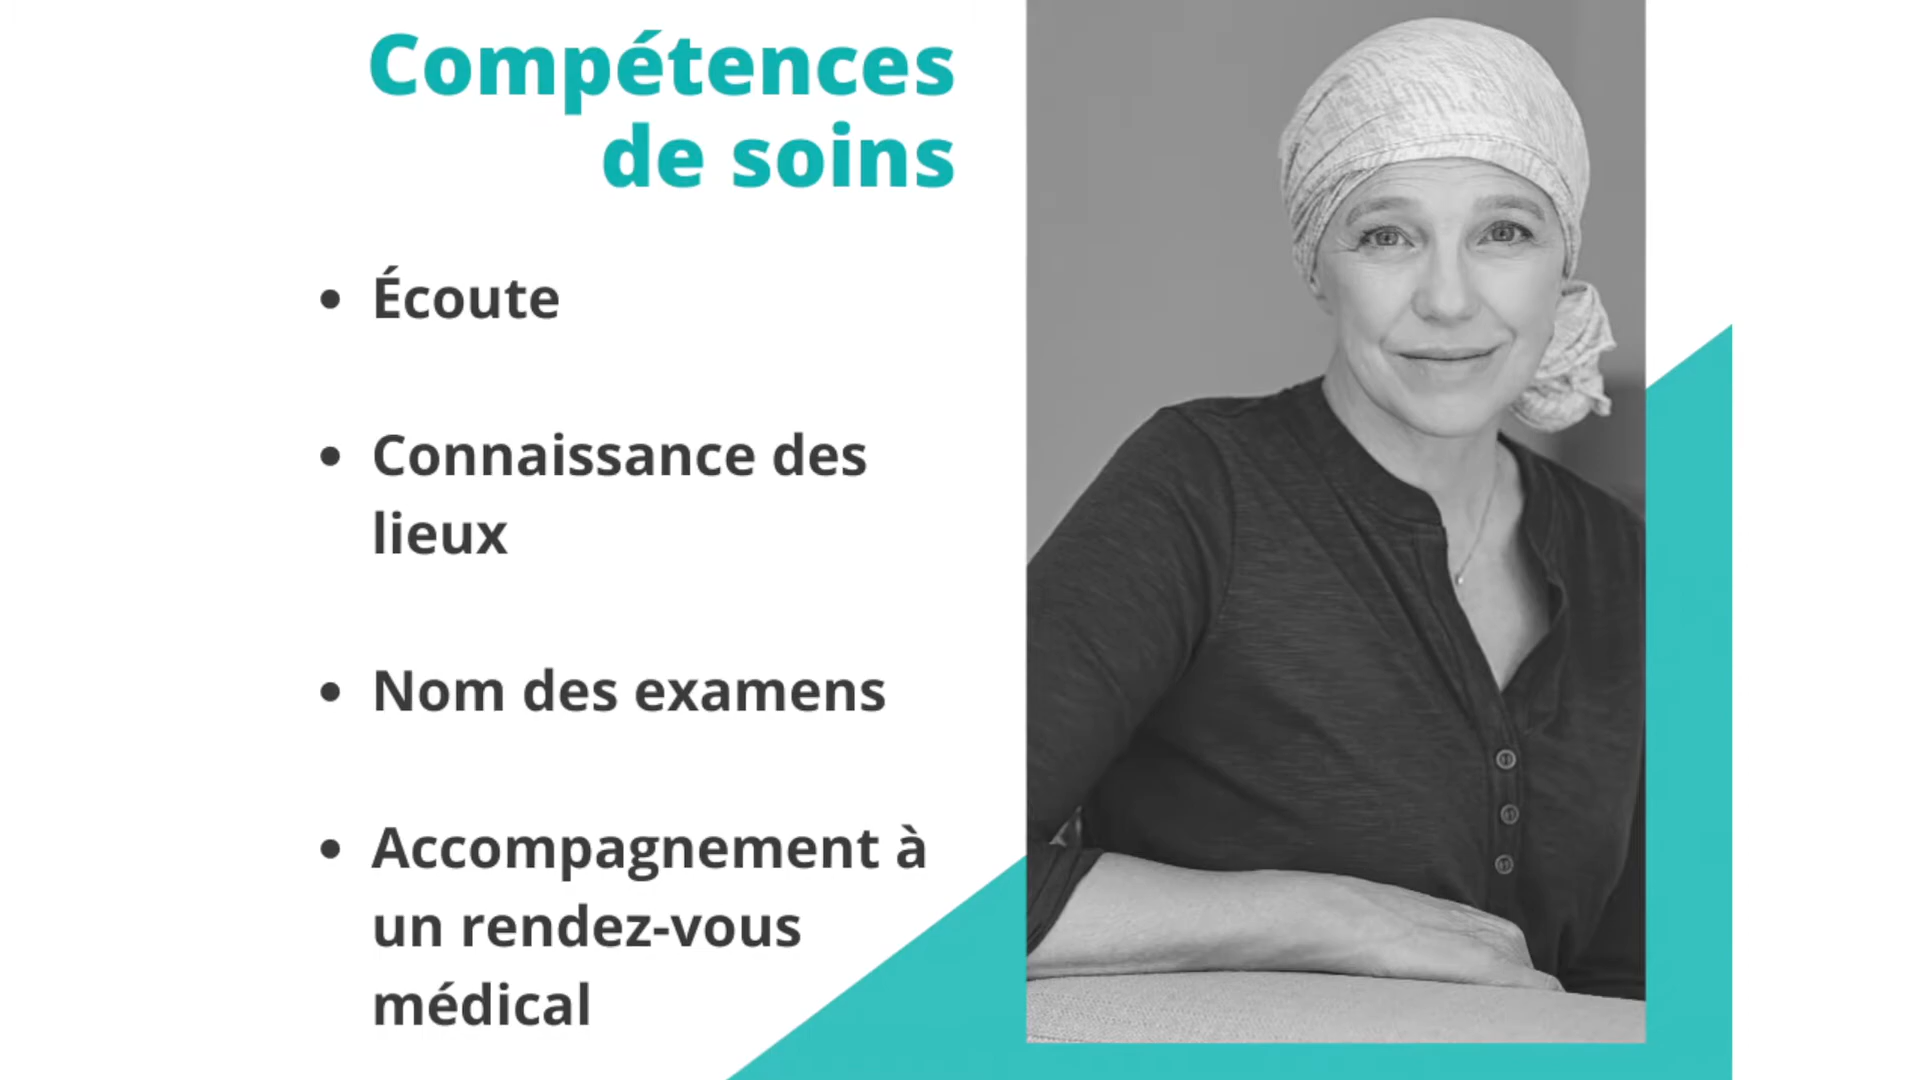 Compétences
de soins
• Écoute
• Connaissance des
lieux
• Nom des examens
• Accompagnement à
un rendez-vous
médical